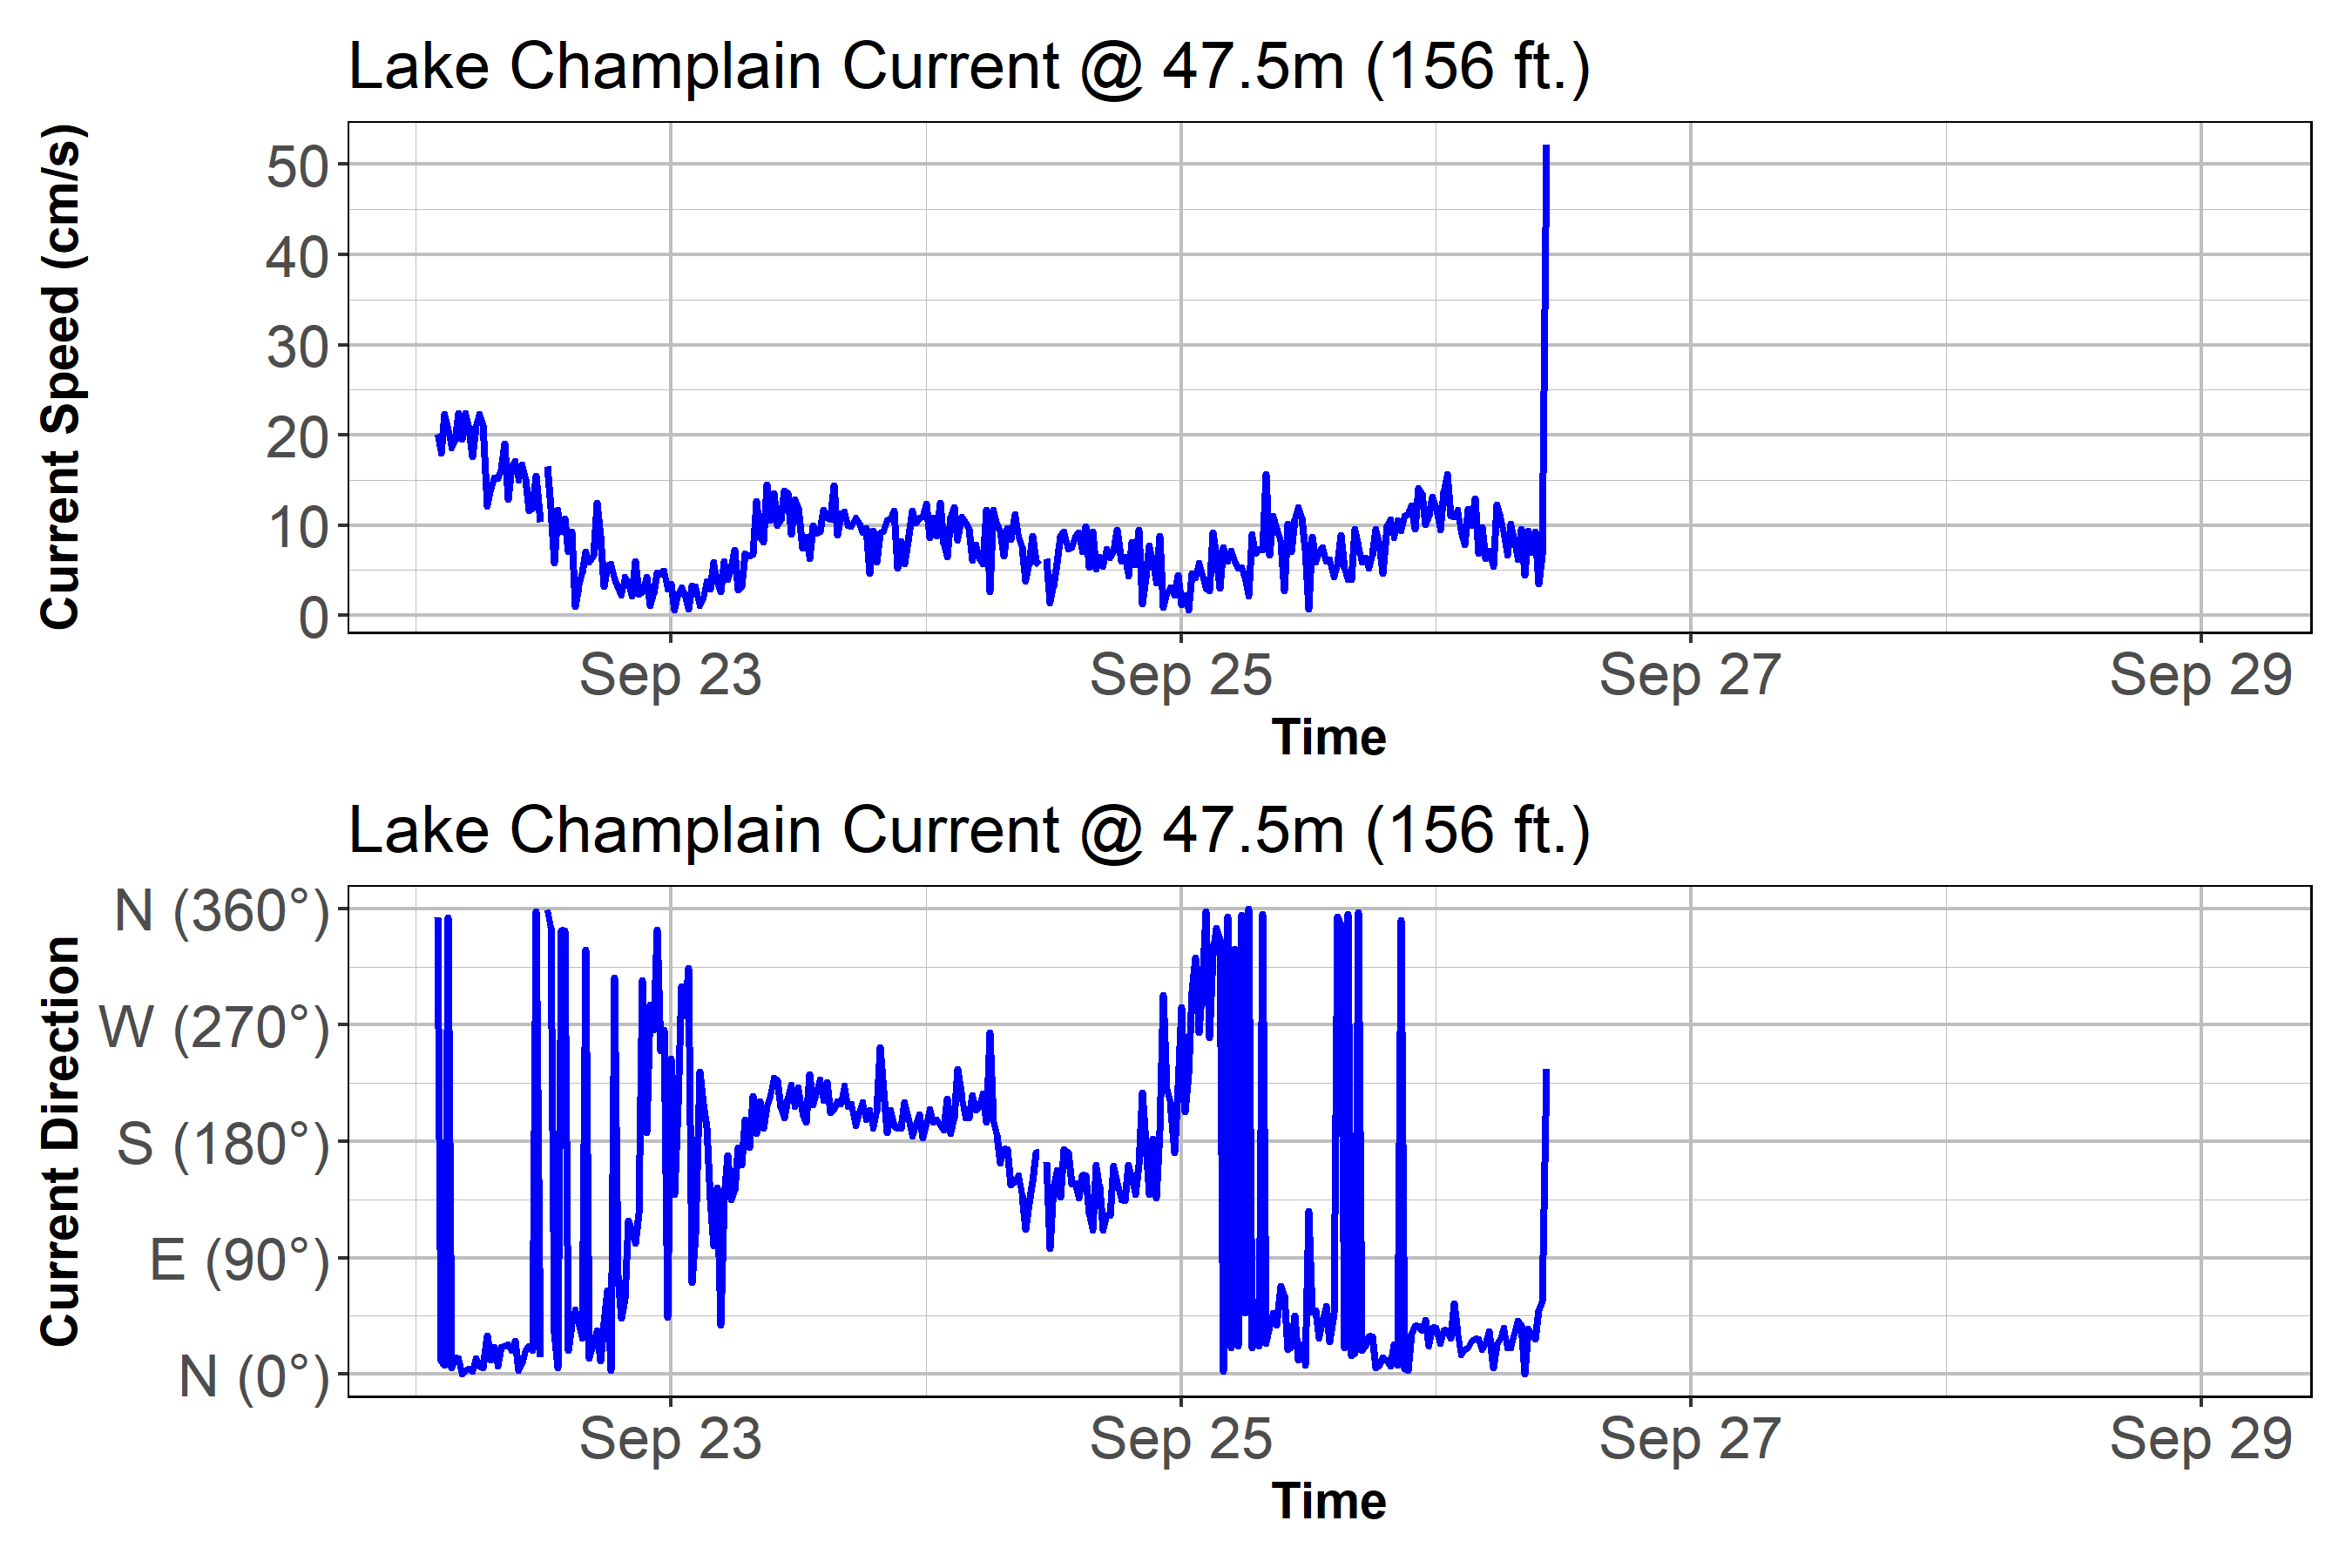 Lake Champlain Current @ 47.5m (156 ft.)
Current Speed (cm/s)
50
40
30
20
10
0
Sep 23 Sep 25 Sep 27 Sep 29
Time
Lake Champlain Current @ 47.5m (156 ft.)
Current Direction
N (360°)
W (270°)
S (180°)
E (90°)
N (0°)
Sep 23 Sep 25 Sep 27 Sep 29
Time